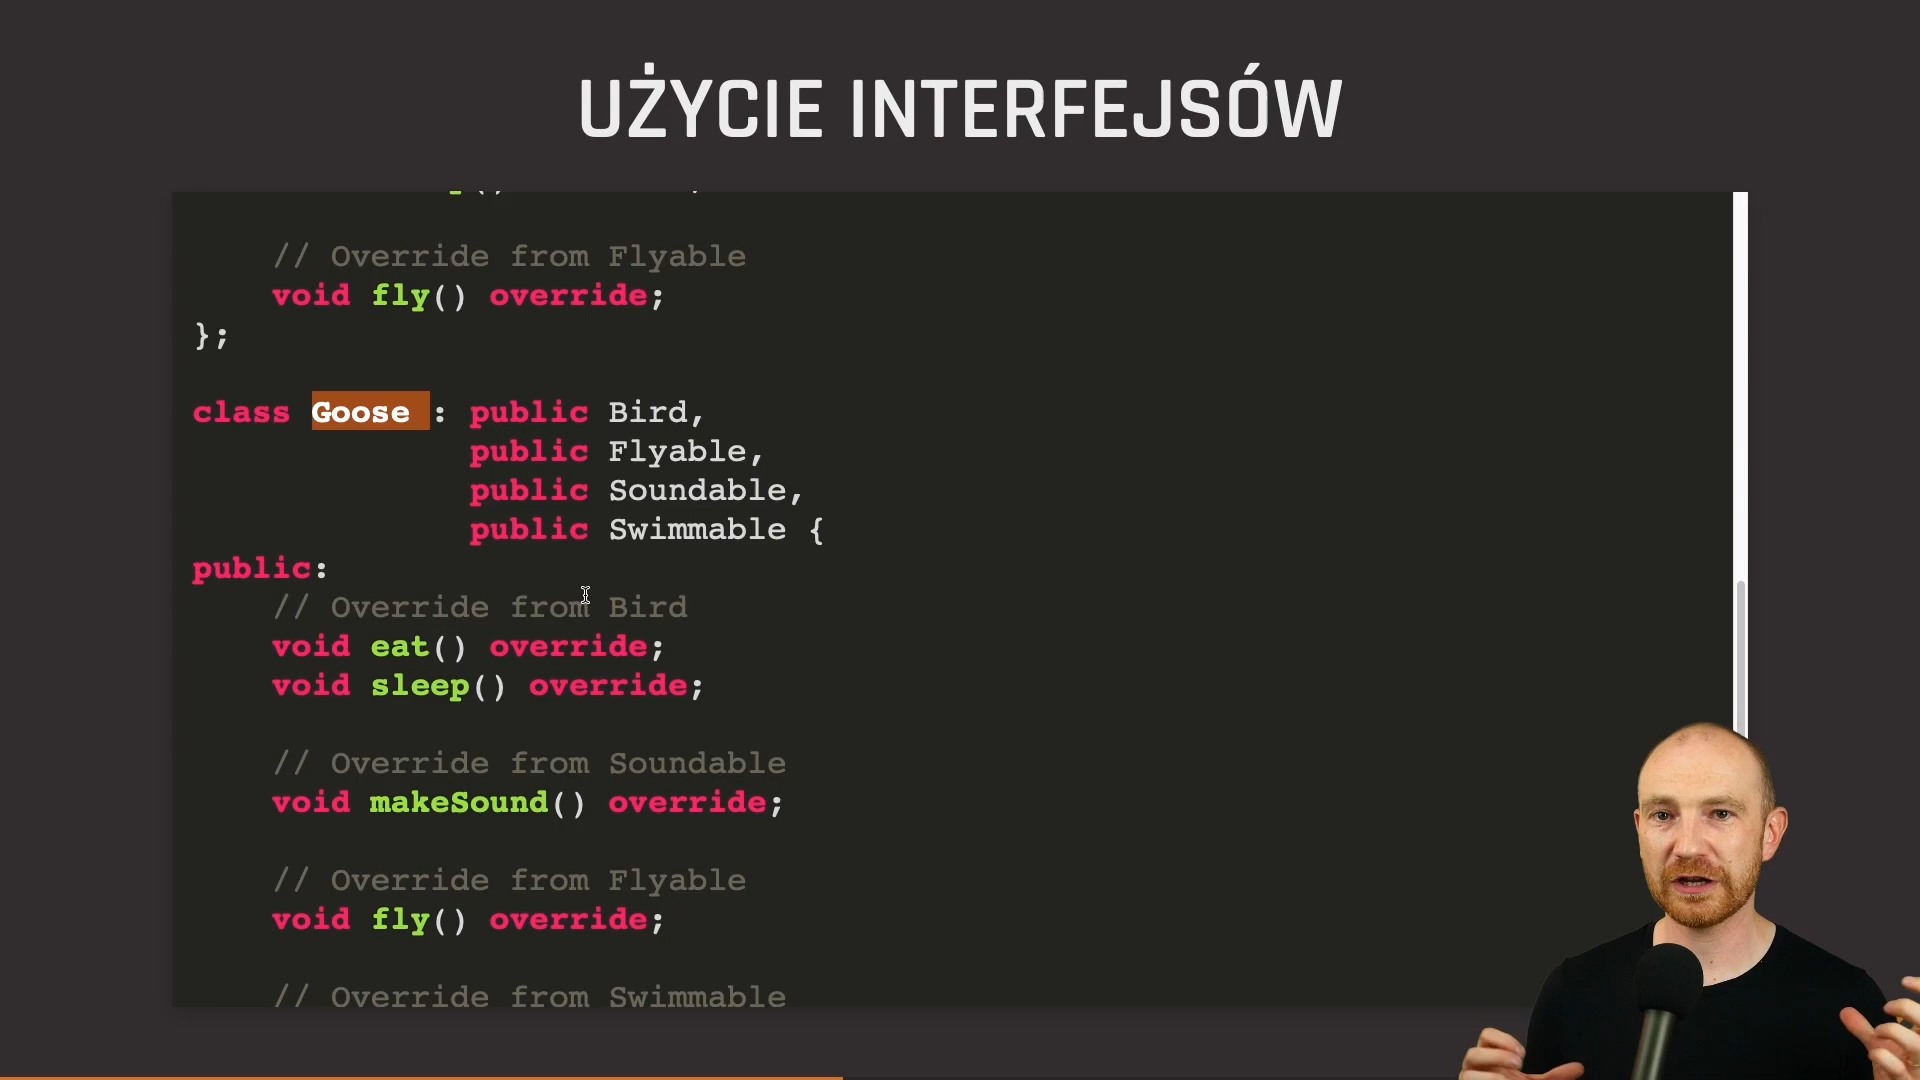 UŻYCIE INTERFEJSÓW
// Override from Flyable
void fly() override;
};
class Goose : public Bird,
public Flyable,
public Soundable,
public Swimmable {
public:
// Override from Bird
void eat() override;
void sleep() override;
// Override from Soundable
void makeSound() override;
// Override from Flyable
void fly() override;
// Override from Swimmable